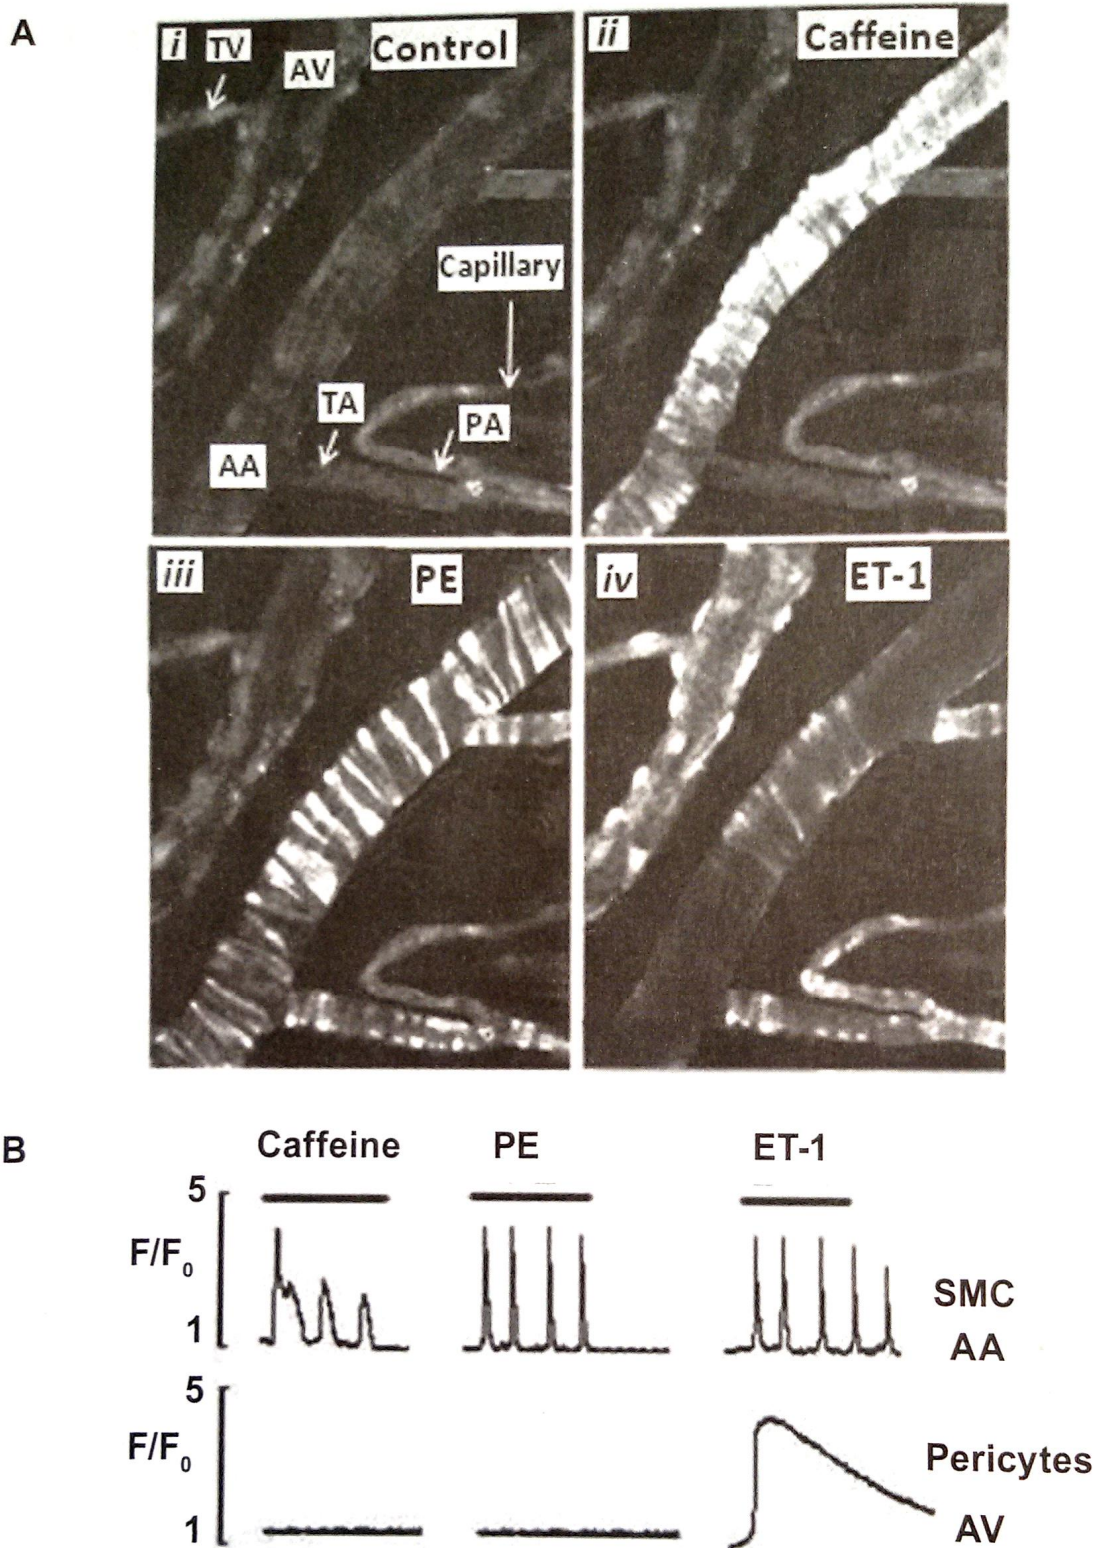 A
i TV AV Control
Capillary
TA
PA
AA
ii Caffeine
iii PE
iv ET-1
B
Caffeine PE ET-1
5
F/F0
1
SMC
AA
5
F/F0
1
Pericytes
AV